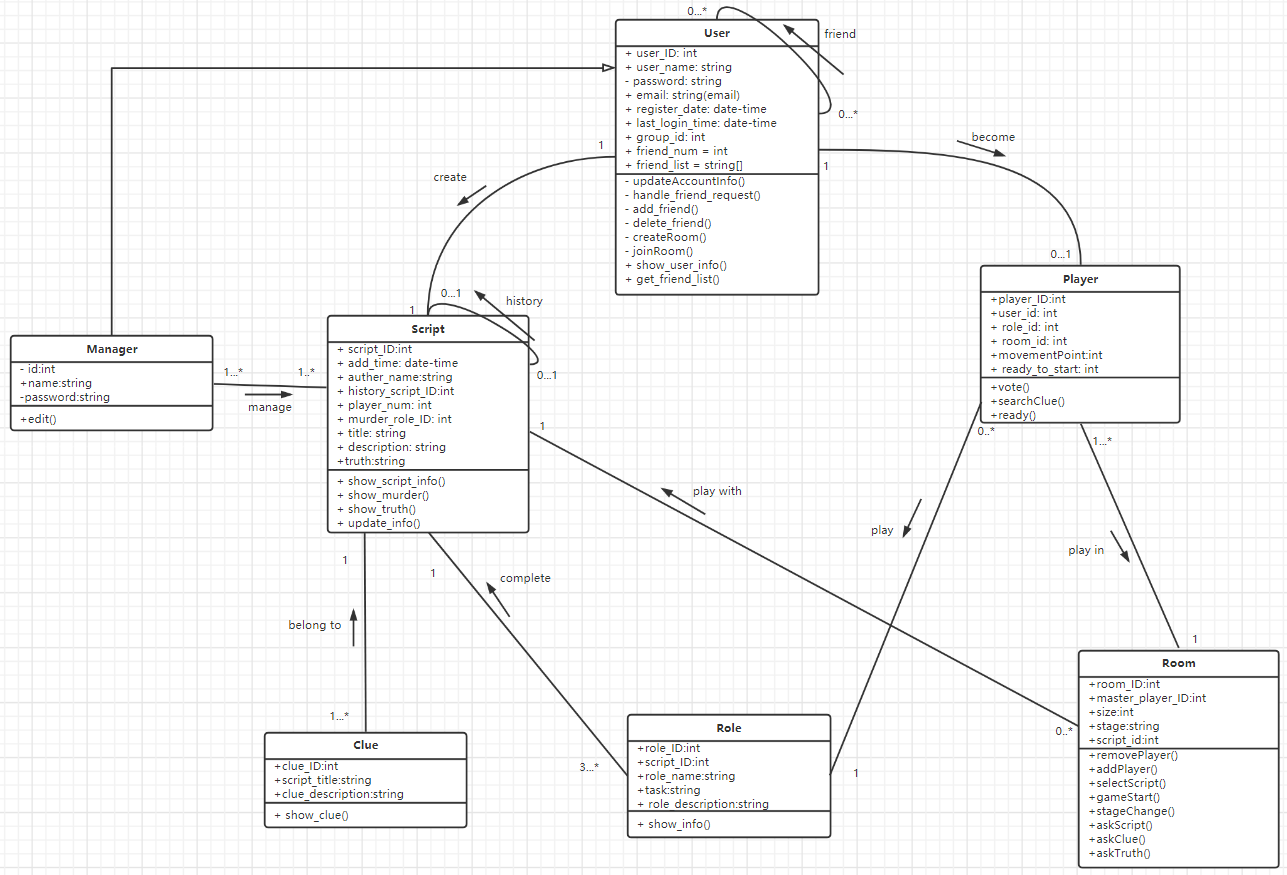 0...*
User
friend
+ user_ID: int
+ user_name: string
- password: string
+ email: string(email)
+ register_date: date-time
+ last_login_time: date-time
+ group_id: int
+ friend_num = int
+ friend_list = string[]
- updateAccountInfo()
- handle_friend_request()
- add_friend()
- delete_friend()
- createRoom()
- joinRoom()
+ show_user_info()
+ get_friend_list()
0...*
1
create
1
become
0...1
Player
+player_ID:int
+user_id: int
+ role_id: int
+ room_id: int
+movementPoint:int
+ ready_to_start: int
+vote()
+searchClue()
+ready()
1
0...1
history
0...1
Script
+ script_ID:int
+ add_time: date-time
+ auther_name:string
+ history_script_ID:int
+ player_num: int
+ murder_role_ID: int
+ title: string
+ description: string
+truth:string
+ show_script_info()
+ show_murder()
+ show_truth()
+ update_info()
Manager
- id:int
+name:string
-password:string
+edit()
1...*
1..*
manage
1
0..*
1...*
play with
play
play in
1
1
complete
belong to
1
1...*
3...*
1
0..*
Clue
+clue_ID:int
+script_title:string
+clue_description:string
+ show_clue()
Role
+role_ID:int
+script_ID:int
+role_name:string
+task:string
+ role_description:string
+ show_info()
Room
+room_ID:int
+master_player_ID:int
+size:int
+stage:string
+script_id:int
+removePlayer()
+addPlayer()
+selectScript()
+gameStart()
+stageChange()
+askScript()
+askClue()
+askTruth()